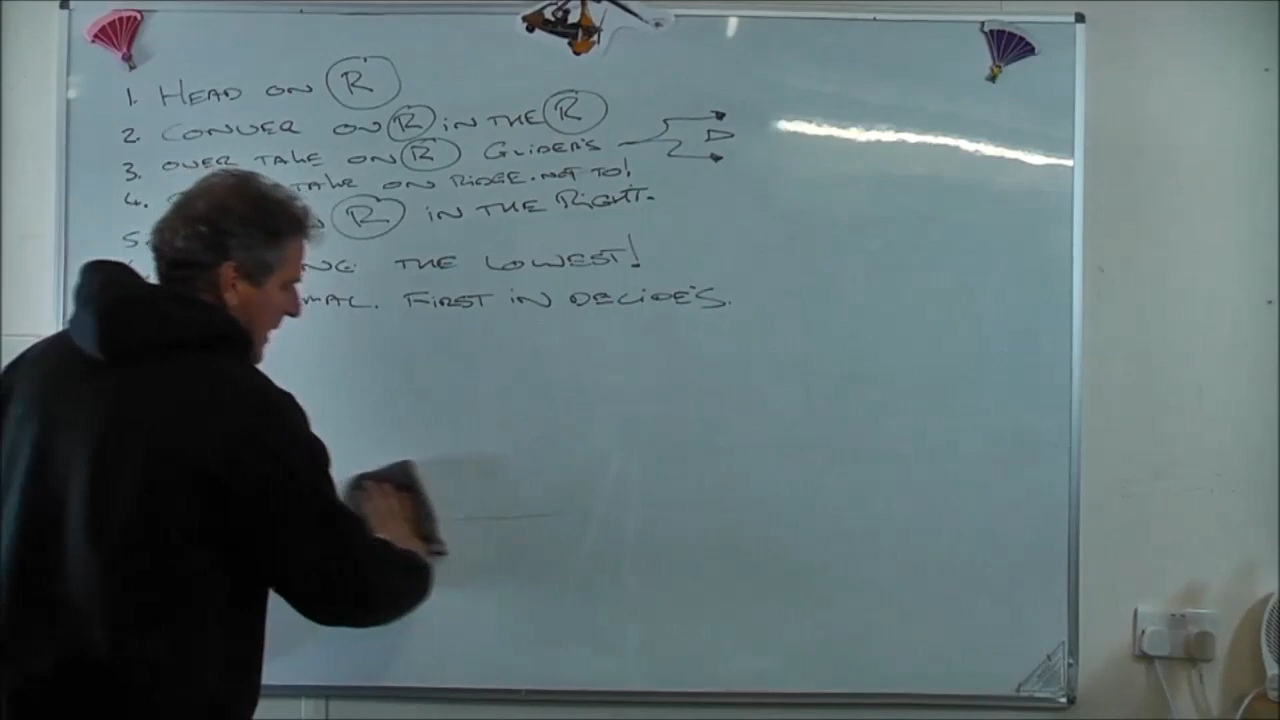 1. HEAD ON R
2. CONVER ON R IN THE R
3. OVER TAKE ON R GLIDER'S
4. TAKE ON RIDGE. NOT TO!
5. R IN THE RIGHT.
THE LOWEST!
FIRST IN DECIDE'S.